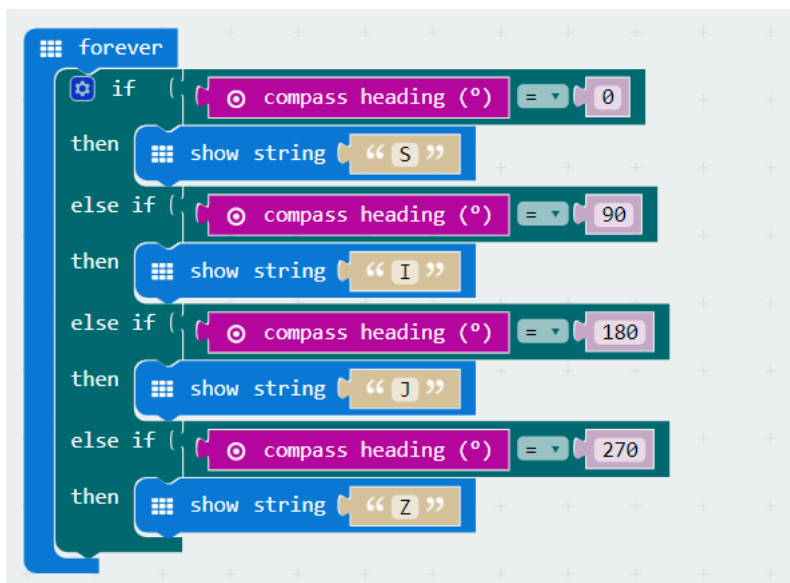 forever
if compass heading (º) = 0
then show string “ S ”
else if compass heading (º) = 90
then show string “ I ”
else if compass heading (º) = 180
then show string “ J ”
else if compass heading (º) = 270
then show string “ Z ”